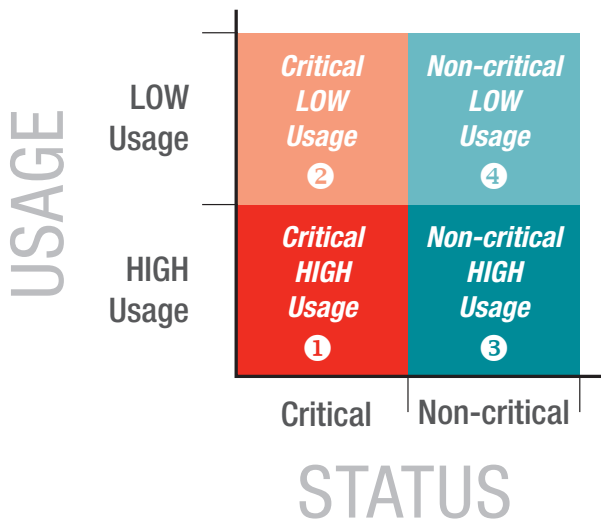 USAGE
LOW
Usage
HIGH
Usage
Critical
LOW
Usage
2
Non-critical
LOW
Usage
4
Critical
HIGH
Usage
1
Non-critical
HIGH
Usage
3
Critical
Non-critical
STATUS